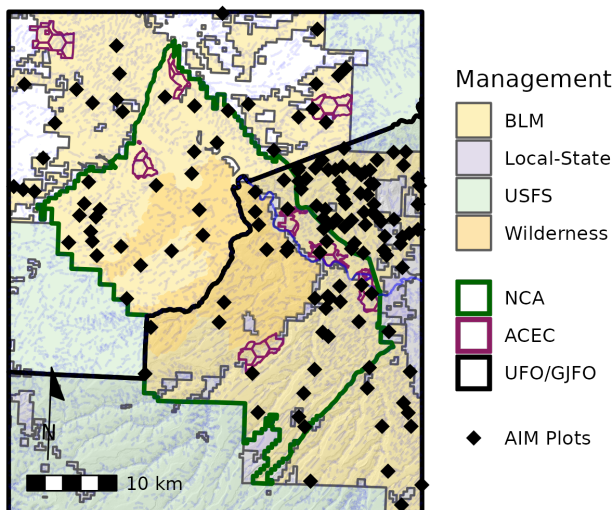 Management
BLM
Local-State
USFS
Wilderness
NCA
ACEC
UFO/GJFO
AIM Plots
N
10 km